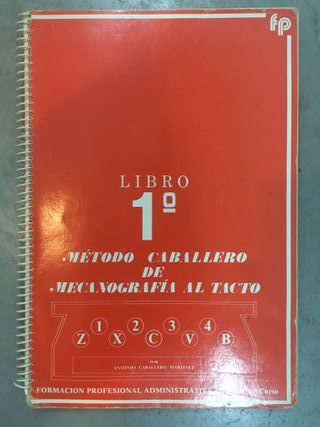 fp
LIBRO
1º
MÉTODO CABALLERO
DE
MECANOGRAFÍA AL TACTO
1 2 3 4
Z X C V B
POR
ANTONIO CABALLERO MARTINEZ
FORMACION PROFESIONAL ADMINISTRATIVA
CURSO